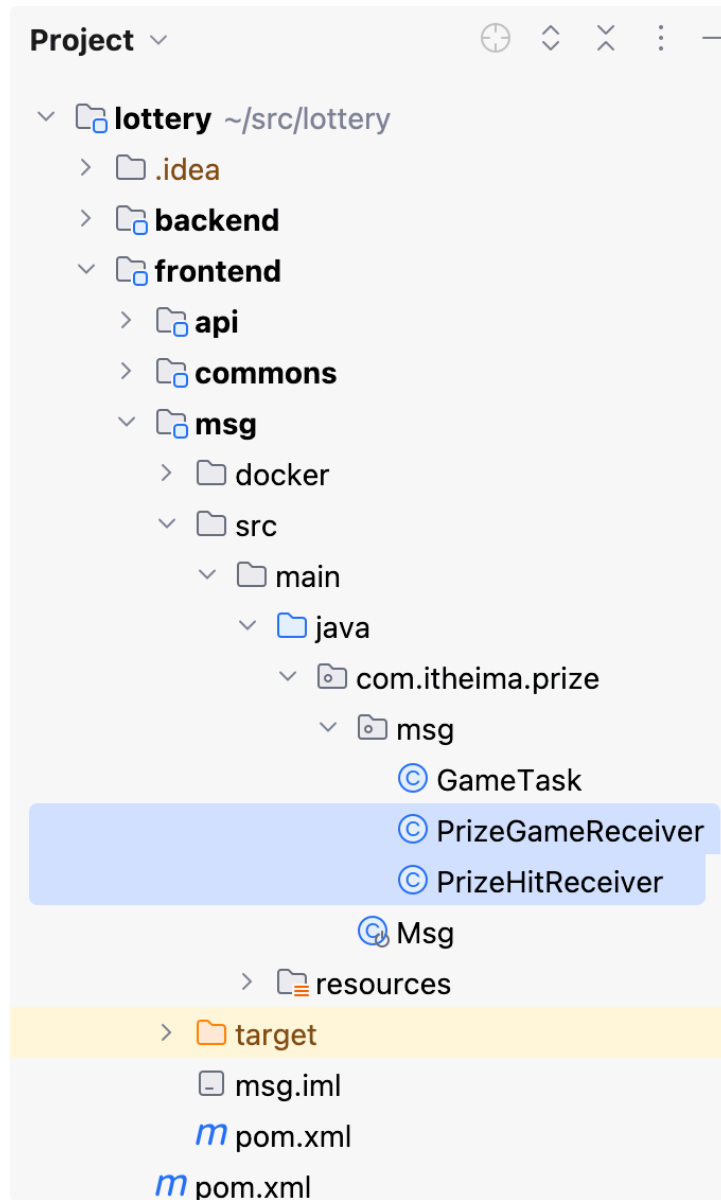 Project
lottery ~/src/lottery
.idea
backend
frontend
api
commons
msg
docker
src
main
java
com.itheima.prize
msg
GameTask
PrizeGameReceiver
PrizeHitReceiver
Msg
resources
target
msg.iml
pom.xml
pom.xml